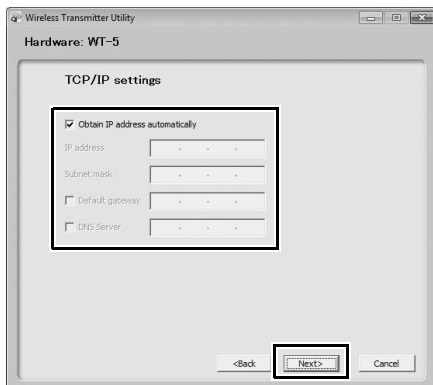 Wireless Transmitter Utility
Hardware: WT-5
TCP/IP settings
Obtain IP address automatically
IP address
Subnet mask
Default gateway
DNS Server
<Back
Next>
Cancel